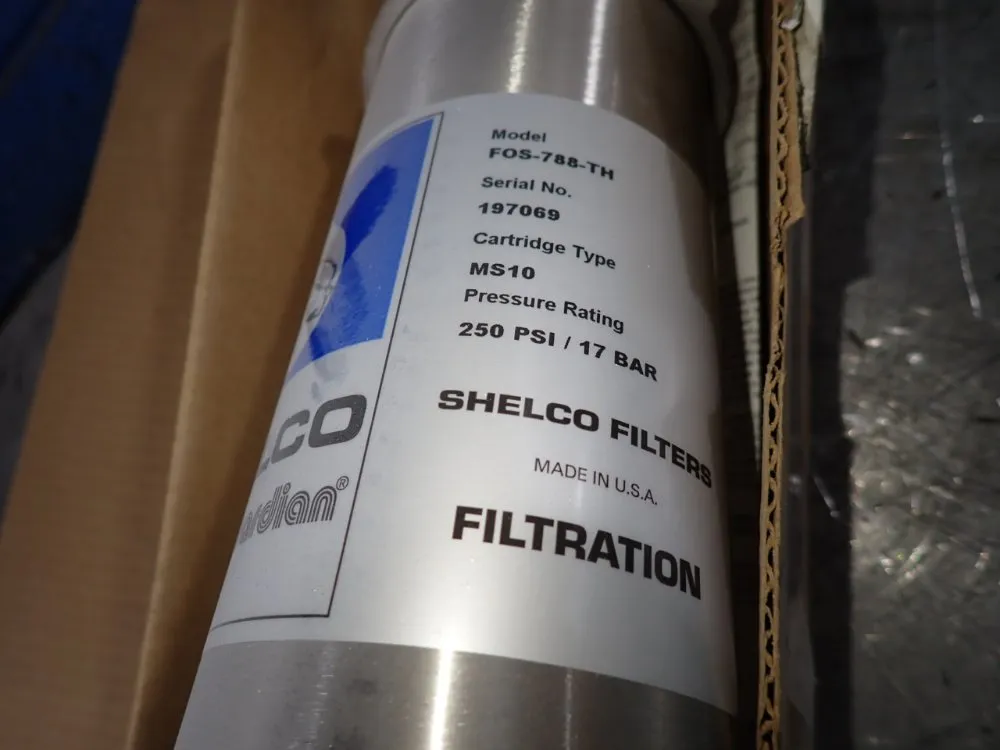 Model
FOS-788-TH
Serial No.
197069
Cartridge Type
MS10
Pressure Rating
250 PSI / 17 BAR
SHELCO FILTERS
MADE IN U.S.A.
FILTRATION
LCO
rdian®